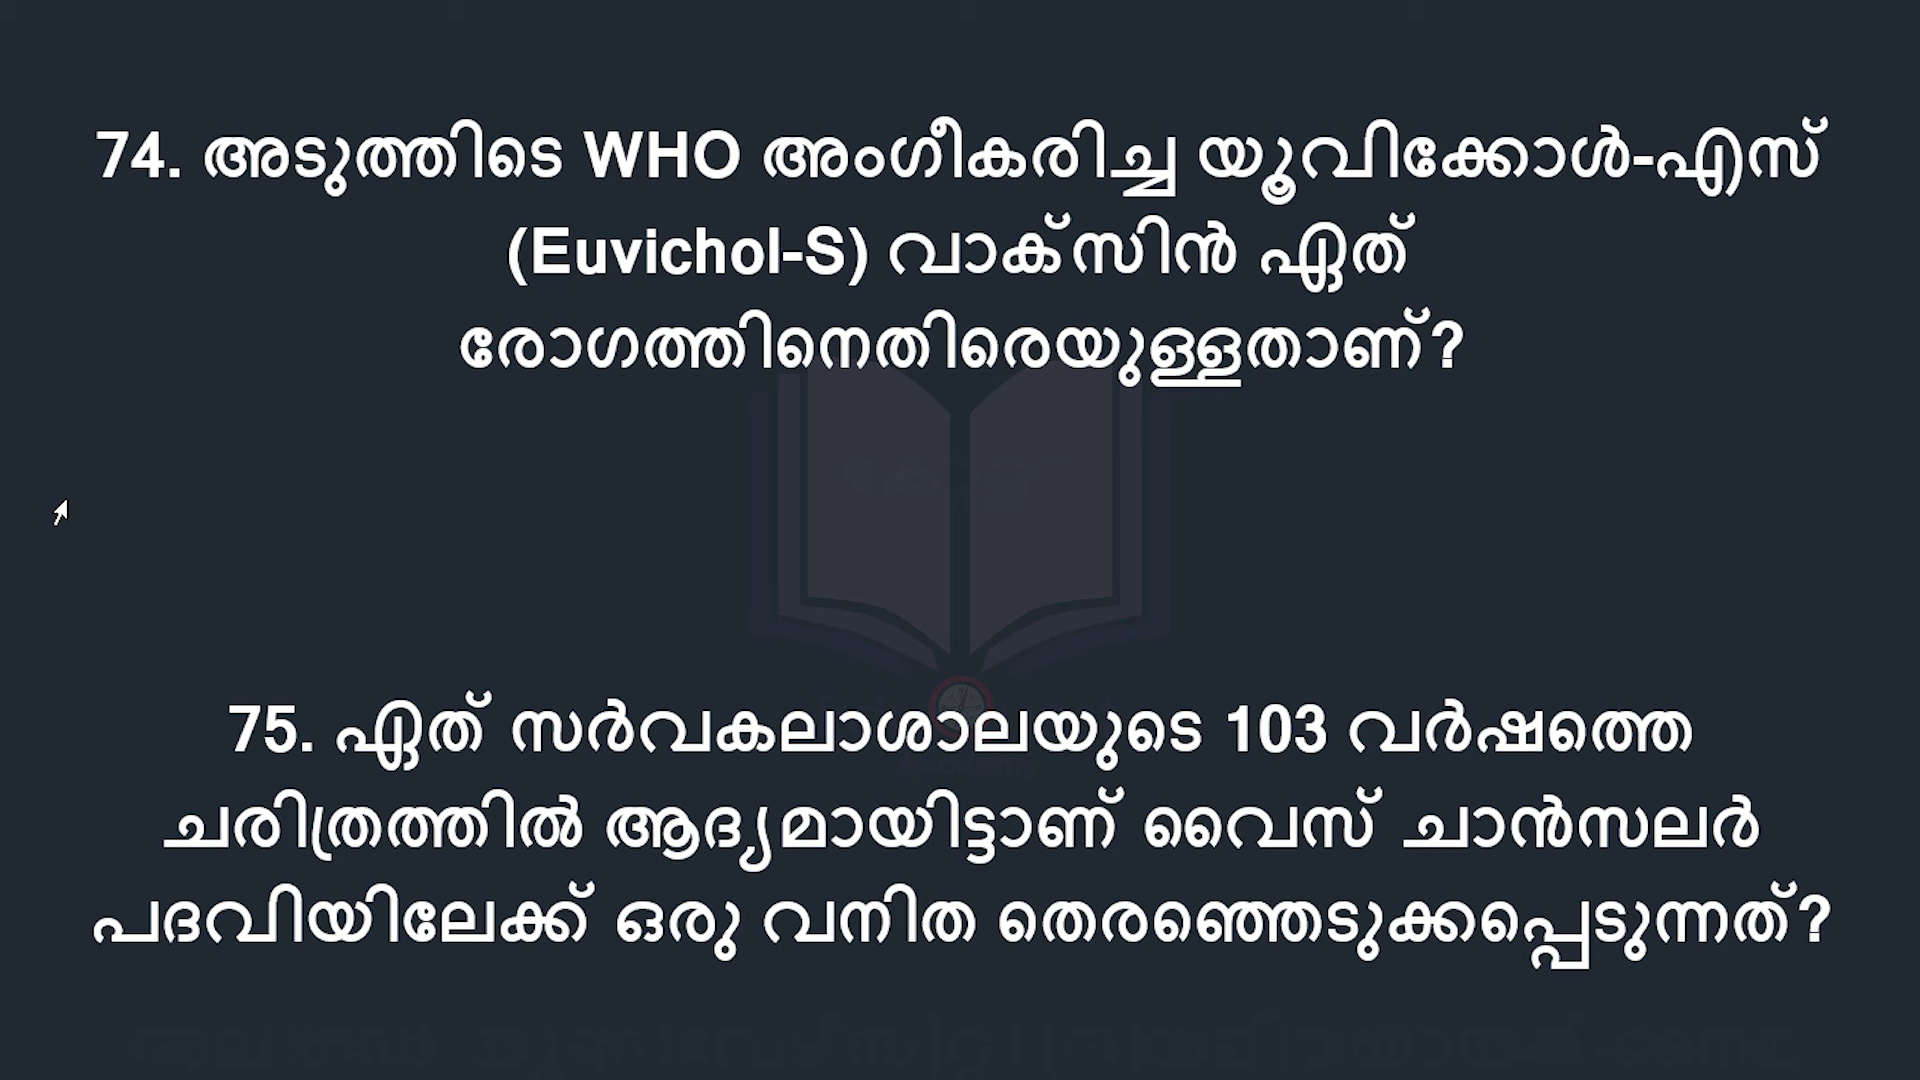 74. അടുത്തിടെ WHO അംഗീകരിച്ച യൂവിക്കോൾ-എസ്
(Euvichol-S) വാക്സിൻ ഏത്
രോഗത്തിനെതിരെയുള്ളതാണ്?
75. ഏത് സർവകലാശാലയുടെ 103 വർഷത്തെ
ചരിത്രത്തിൽ ആദ്യമായിട്ടാണ് വൈസ് ചാൻസലർ
പദവിയിലേക്ക് ഒരു വനിത തെരഞ്ഞെടുക്കപ്പെടുന്നത്?